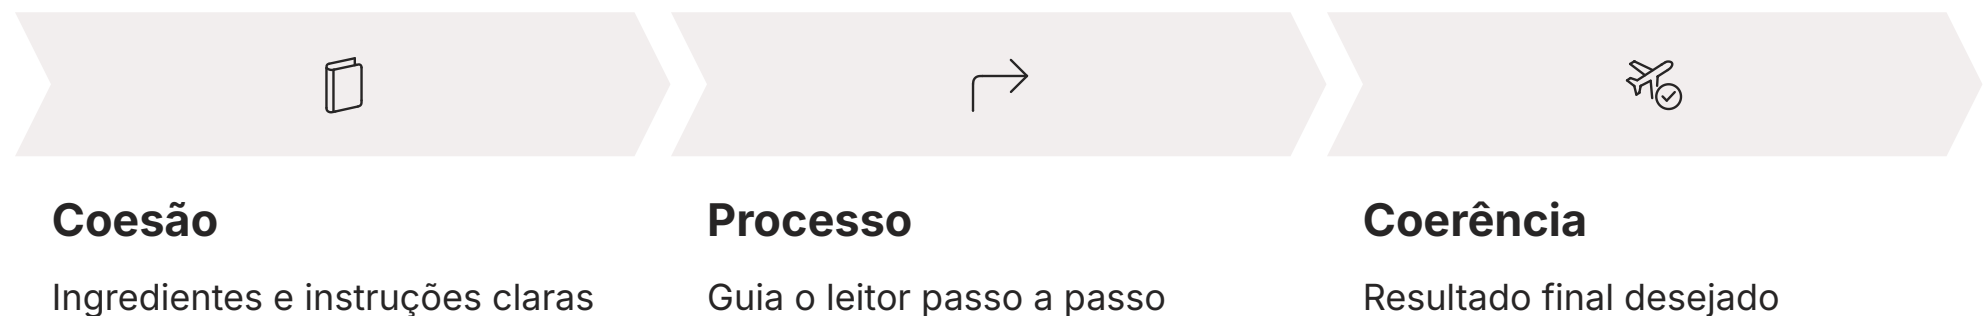 Coesão
Ingredientes e instruções claras
Processo
Guia o leitor passo a passo
Coerência
Resultado final desejado